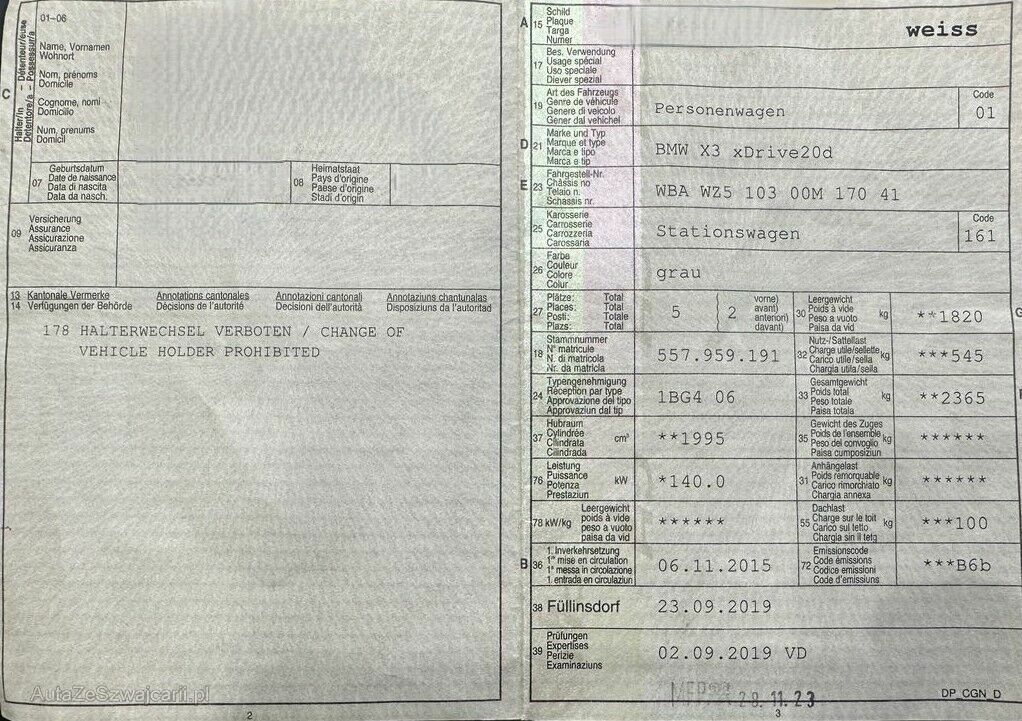 01-06
Halter/in - Détenteur/euse
Detentore/a - Possessur/a
C
Name, Vornamen
Wohnort
Nom, prénoms
Domicile
Cognome, nomi
Domicilio
Num, prenums
Domicil
07
Geburtsdatum
Date de naissance
Data di nascita
Data da nasch.
08
Heimatstaat
Pays d'origine
Paese d'origine
Stadi d'origin
09
Versicherung
Assurance
Assicurazione
Assicuranza
13 Kantonale Vermerke Annotations cantonales Annotazioni cantonali Annotaziuns chantunalas
14 Verfügungen der Behörde Décisions de l'autorité Decisioni dell'autorità Disposiziuns da l'autoritad
178 HALTERWECHSEL VERBOTEN / CHANGE OF
VEHICLE HOLDER PROHIBITED
AutaZeSzwajcarii.pl
2
A 15
Schild
Plaque
Targa
Numer
weiss
17
Bes. Verwendung
Usage spécial
Uso speciale
Diever spezial
19
Art des Fahrzeugs
Genre de véhicule
Genere di veicolo
Gener dal vehichel
Personenwagen
Code
01
D 21
Marke und Typ
Marque et type
Marca e tipo
Marca e tip
BMW X3 xDrive20d
E 23
Fahrgestell-Nr.
Châssis no
Telaio n.
Schassis nr.
WBA WZ5 103 00M 170 41
25
Karosserie
Carrosserie
Carrozzeria
Carossaria
Stationswagen
Code
161
26
Farbe
Couleur
Colore
Colur
grau
27
Plätze: Total
Places: Total
Posti: Totale
Plazs: Total
5
2
vorne)
avant)
anteriori)
davant)
30
Leergewicht
Poids à vide
Peso a vuoto
Paisa da vid
kg
**1820
G
18
Stammnummer
N° matricule
N. di matricola
Nr. da matricla
557.959.191
32
Nutz-/Sattellast
Charge utile/sellette
Carico utile/sella
Chargia utila/sella
kg
***545
24
Typengenehmigung
Réception par type
Approvazione del tipo
Approvaziun dal tip
1BG4 06
33
Gesamtgewicht
Poids total
Peso totale
Paisa totala
kg
**2365
37
Hubraum
Cylindrée
Cilindrata
Cilindrada
cm³
**1995
35
Gewicht des Zuges
Poids de l'ensemble
Peso del convoglio
Paisa cumposiziun
kg
******
76
Leistung
Puissance
Potenza
Prestaziun
kW
*140.0
31
Anhängelast
Poids remorquable
Carico rimorchiato
Chargia annexa
kg
******
78 kW/kg
Leergewicht
poids à vide
peso a vuoto
paisa da vid
******
55
Dachlast
Charge sur le toit
Carico sul tetto
Chargia sin il tetg
kg
***100
B 36
1. Inverkehrsetzung
1re mise en circulation
1a messa in circolazione
1. entrada en circulaziun
06.11.2015
72
Emissionscode
Code émissions
Codice emissioni
Code d'emissiuns
***B6b
38 Füllinsdorf
23.09.2019
39
Prüfungen
Expertises
Perizie
Examinaziuns
02.09.2019 VD
28.11.23
DP_CGN_D
3